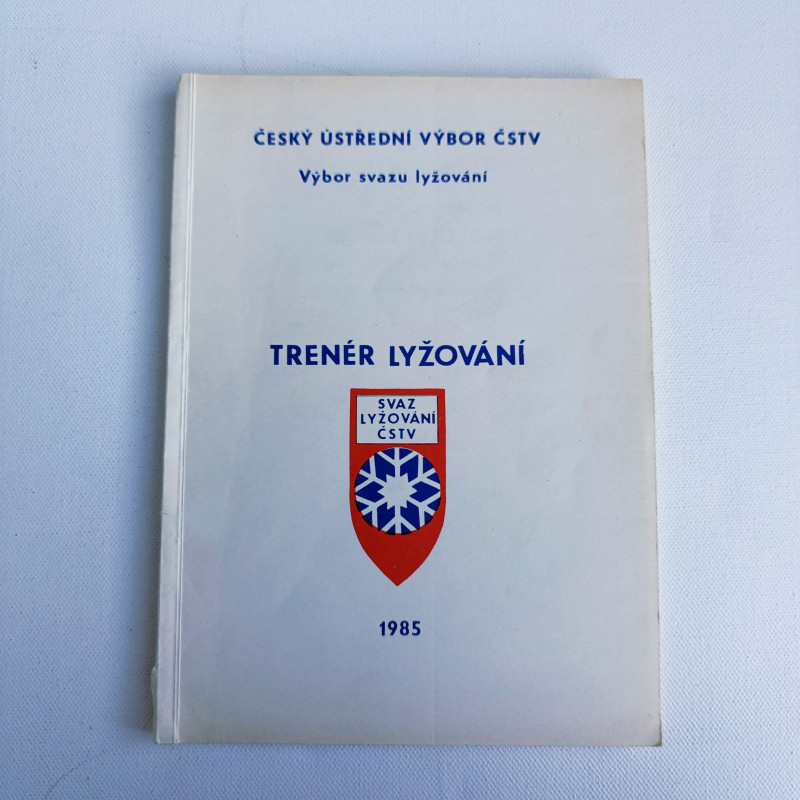 ČESKÝ ÚSTŘEDNÍ VÝBOR ČSTV
Výbor svazu lyžování
TRENÉR LYŽOVÁNÍ
SVAZ
LYŽOVÁNÍ
ČSTV
1985